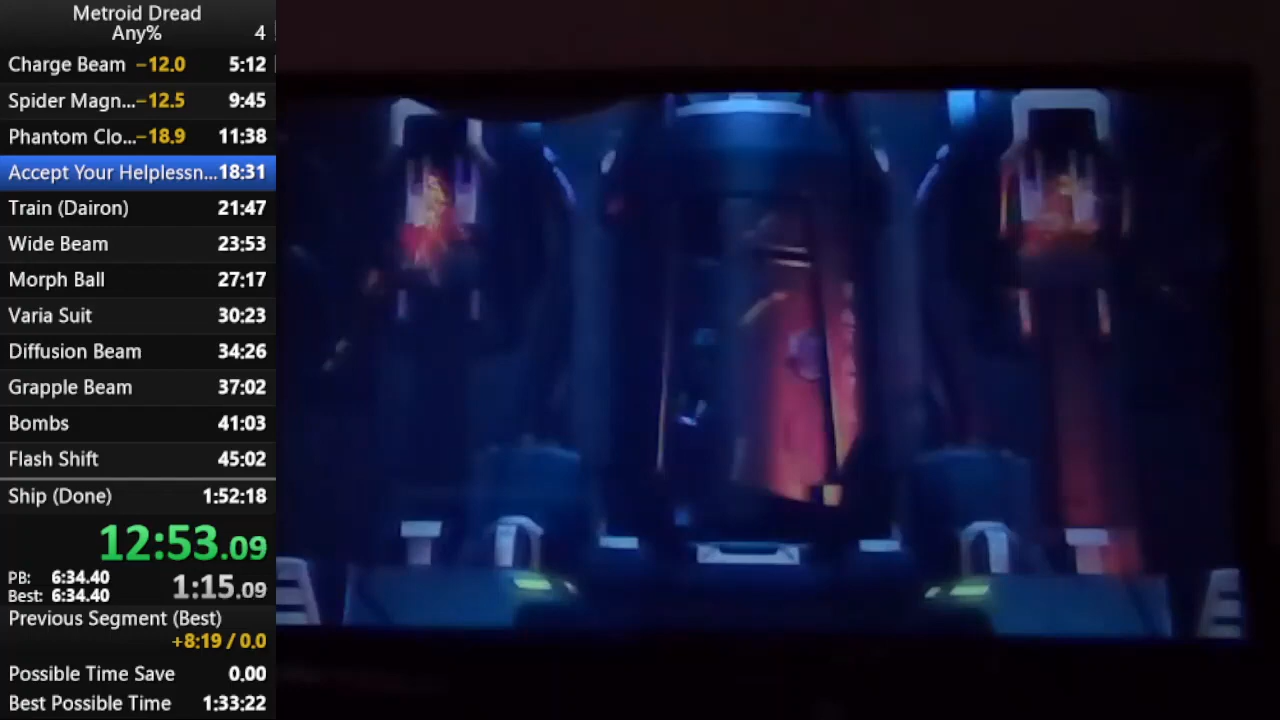 Metroid Dread
Any% 4
Charge Beam −12.0 5:12
Spider Magn...−12.5 9:45
Phantom Clo...−18.9 11:38
Accept Your Helplessn...18:31
Train (Dairon) 21:47
Wide Beam 23:53
Morph Ball 27:17
Varia Suit 30:23
Diffusion Beam 34:26
Grapple Beam 37:02
Bombs 41:03
Flash Shift 45:02
Ship (Done) 1:52:18
12:53.09
PB: 6:34.40 1:15.09
Best: 6:34.40
Previous Segment (Best)
+8:19 / 0.0
Possible Time Save 0.00
Best Possible Time 1:33:22